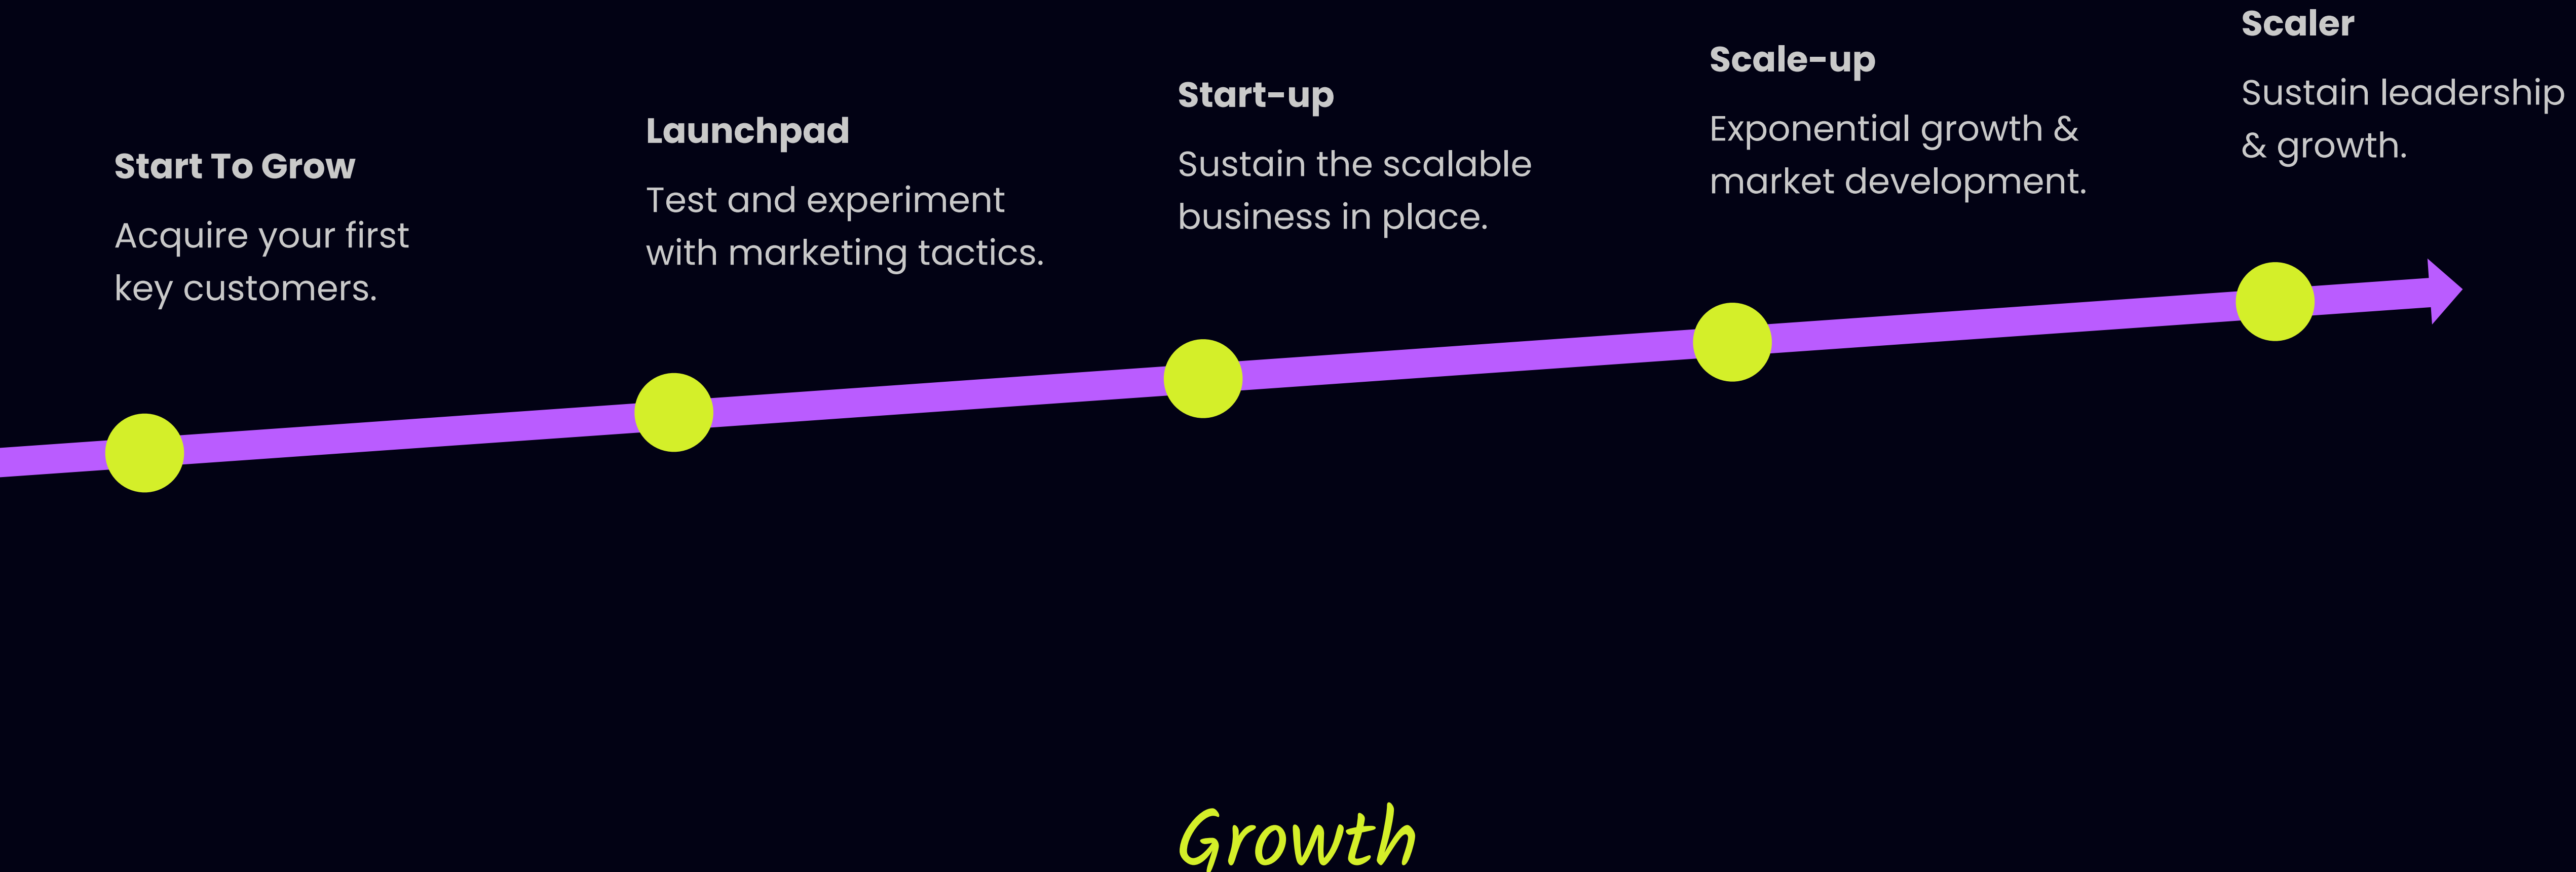 Start To Grow
Acquire your first
key customers.
Launchpad
Test and experiment
with marketing tactics.
Start-up
Sustain the scalable
business in place.
Scale-up
Exponential growth &
market development.
Scaler
Sustain leadership
& growth.
Growth